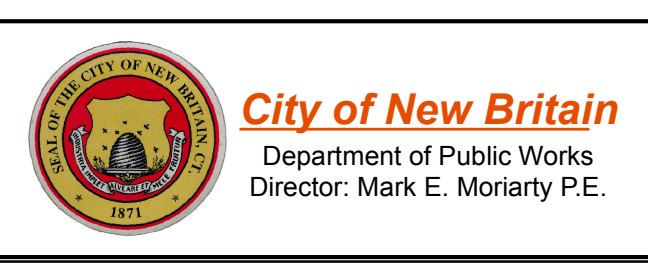 SEAL OF THE CITY OF NEW BRITAIN, CT.
INDUSTRIA IMPLET ALVEARE ET MELLE FRUITUR
1871
City of New Britain
Department of Public Works
Director: Mark E. Moriarty P.E.